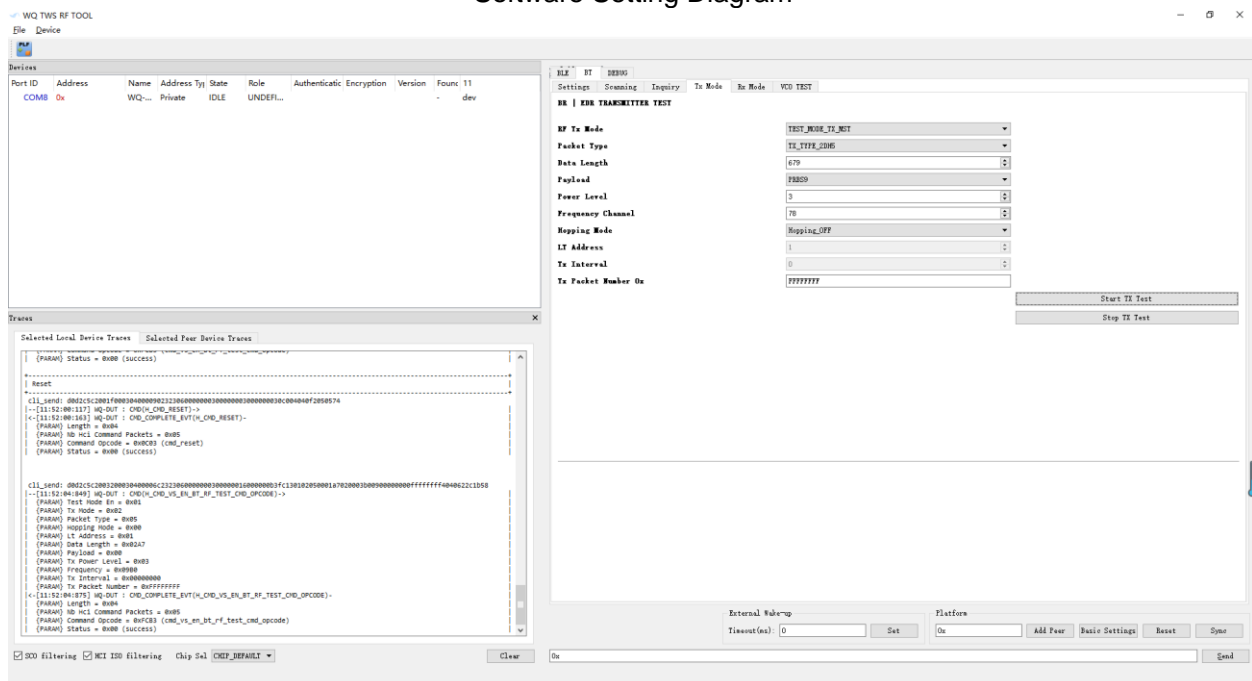 Software Setting Diagram
WQ TWS RF TOOL
File Device
Devices
Port ID Address Name Address Typ State Role Authenticatic Encryption Version Founc 11
COM8 0x WQ-... Private IDLE UNDEFI... - dev
Traces
Selected Local Device Traces Selected Peer Device Traces
{PARAM} Status = 0x00 (success)
| Reset
cli_send:
|--[11:52:00:117] WQ-DUT : CMD(H_CMD_RESET)->
|<-[11:52:00:163] WQ-DUT : CMD_COMPLETE_EVT(H_CMD_RESET)-
{PARAM} Length = 0x04
{PARAM} Nb Hci Command Packets = 0x05
{PARAM} Command Opcode = 0x0C03 (cmd_reset)
{PARAM} Status = 0x00 (success)
cli_send:
|--[11:52:04:849] WQ-DUT : CMD(H_CMD_VS_EN_BT_RF_TEST_CMD_OPCODE)->
{PARAM} Test Mode En = 0x01
{PARAM} Tx Mode = 0x02
{PARAM} Packet Type = 0x05
{PARAM} Hopping Mode = 0x00
{PARAM} Lt Address = 0x01
{PARAM} Data Length = 0x02A7
{PARAM} Payload = 0x00
{PARAM} Tx Power Level = 0x03
{PARAM} Frequency = 0x09B0
{PARAM} Tx Interval = 0x00000000
{PARAM} Tx Packet Number = 0xFFFFFFFF
|<-[11:52:04:875] WQ-DUT : CMD_COMPLETE_EVT(H_CMD_VS_EN_BT_RF_TEST_CMD_OPCODE)-
{PARAM} Length = 0x04
{PARAM} Nb Hci Command Packets = 0x05
{PARAM} Command Opcode = 0xFCB3 (cmd_vs_en_bt_rf_test_cmd_opcode)
{PARAM} Status = 0x00 (success)
SCO filtering HCI ISO filtering Chip Sel CHIP_DEFAULT Clear
BLE BT DEBUG
Settings Scanning Inquiry Tx Mode Rx Mode VCO TEST
BR | EDR TRANSMITTER TEST
RF Tx Mode TEST_MODE_TX_MST
Packet Type TX_TYPE_2DH5
Data Length 679
Payload PRBS9
Power Level 3
Frequency Channel 78
Hopping Mode Hopping_OFF
LT Address 1
Tx Interval 0
Tx Packet Number 0x FFFFFFFF
Start TX Test
Stop TX Test
External Wake-up Platform
Timeout(ms): 0 Set 0x Add Peer Basic Settings Reset Sync
0x Send